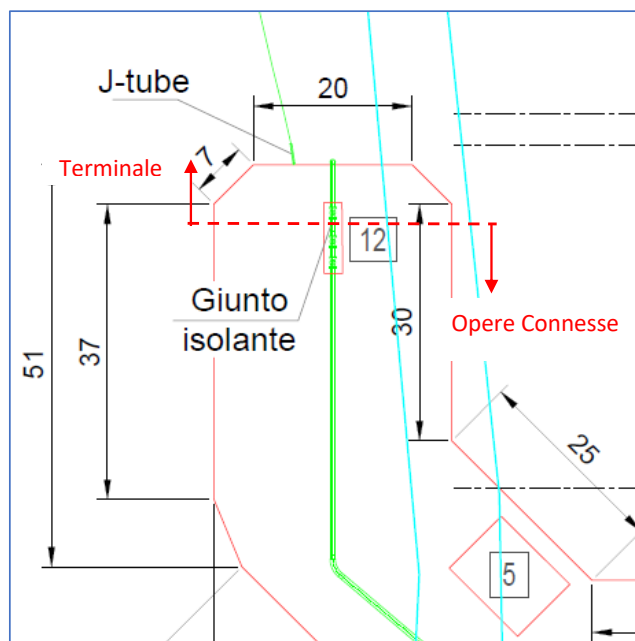 20
J-tube
7
Terminale
12
Giunto
isolante
30
Opere Connesse
37
51
25
5